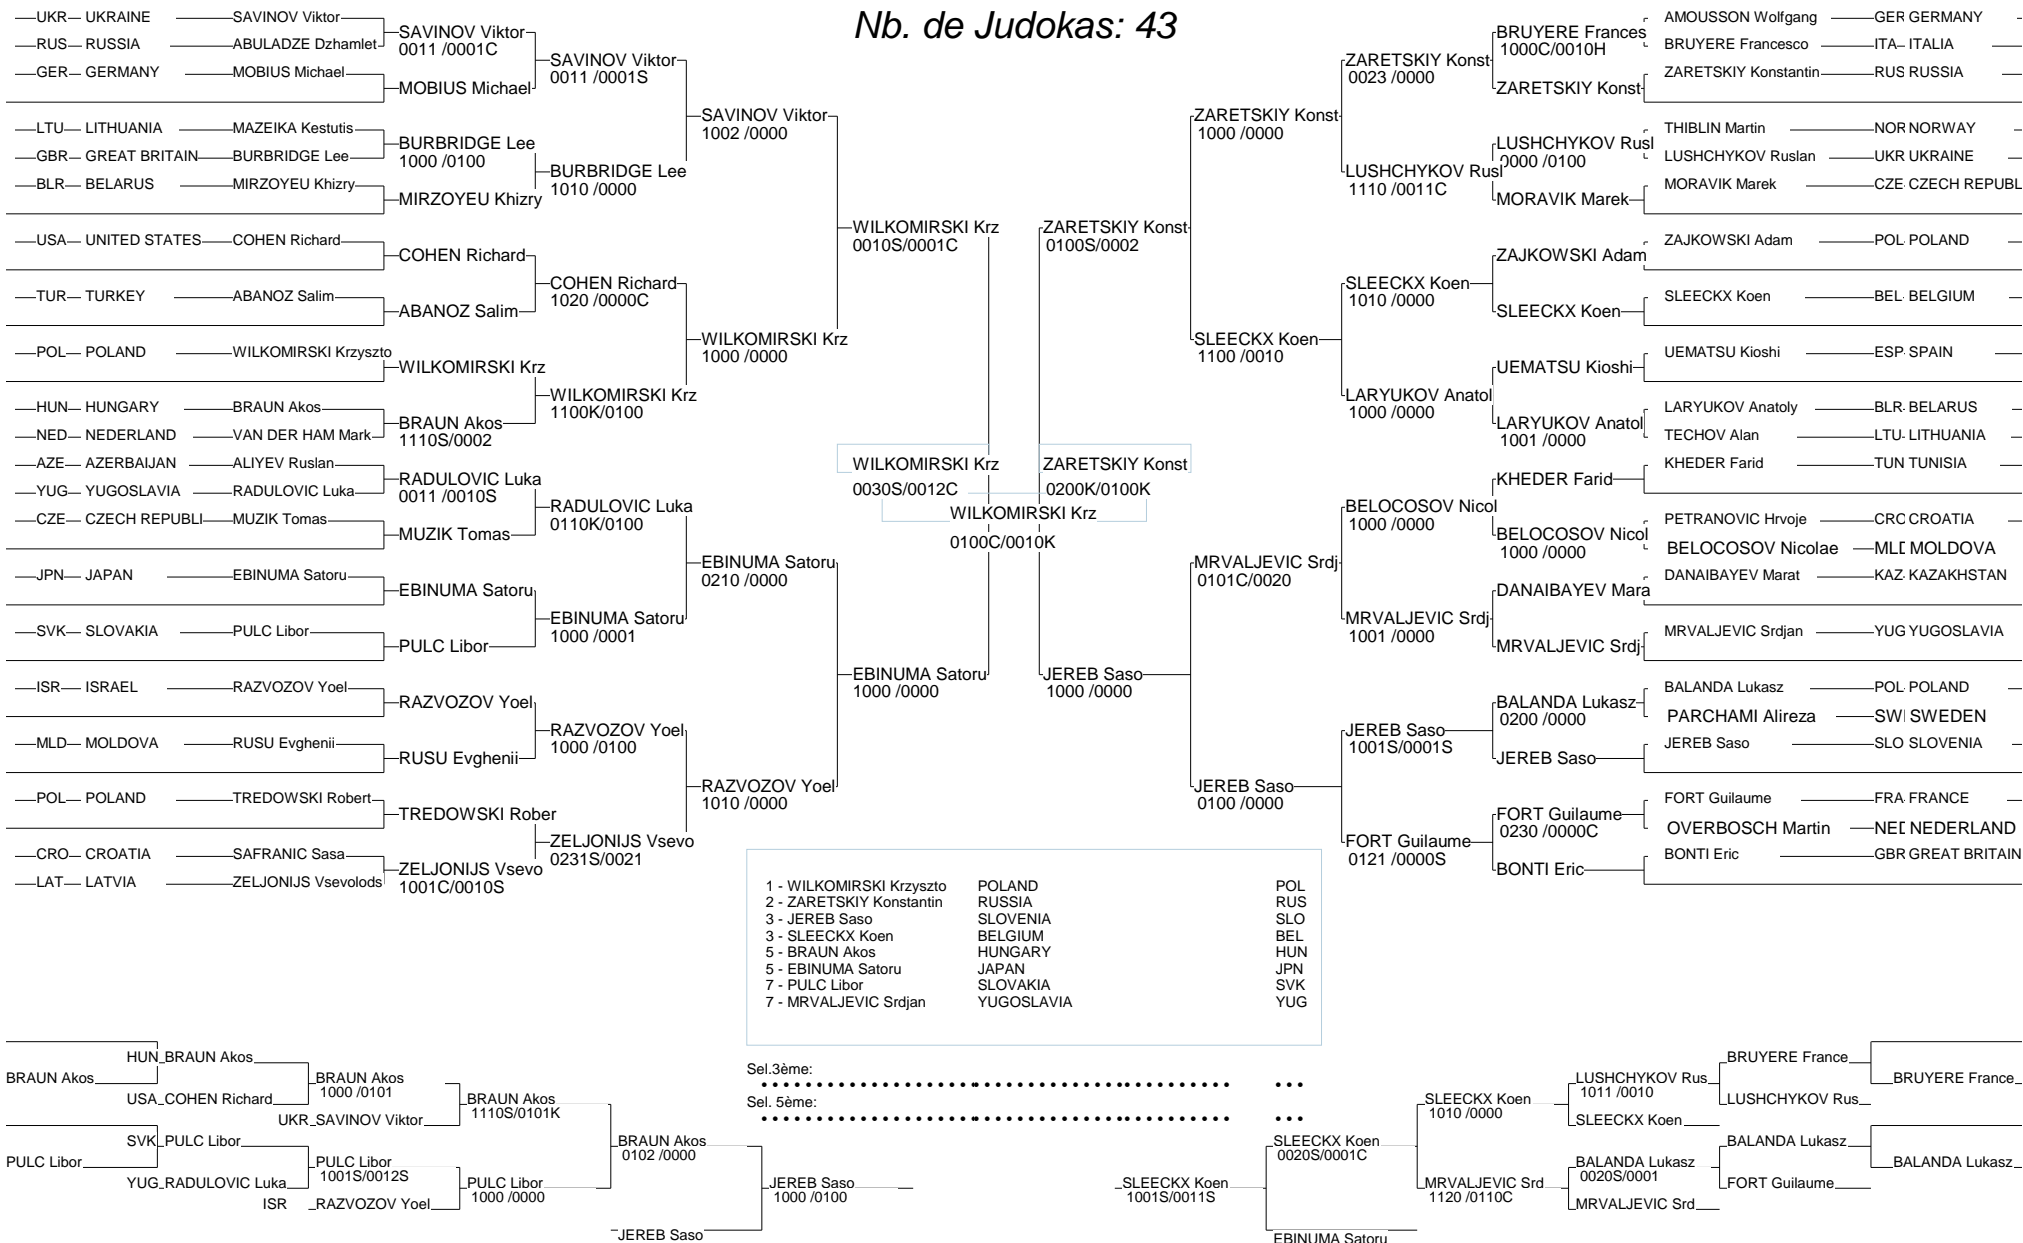 Nb. de Judokas: 43
UKR UKRAINE SAVINOV Viktor
RUS RUSSIA ABULADZE Dzhamlet
GER GERMANY MOBIUS Michael
LTU LITHUANIA MAZEIKA Kestutis
GBR GREAT BRITAIN BURBRIDGE Lee
BLR BELARUS MIRZOYEU Khizry
USA UNITED STATES COHEN Richard
TUR TURKEY ABANOZ Salim
POL POLAND WILKOMIRSKI Krzyszto
HUN HUNGARY BRAUN Akos
NED NEDERLAND VAN DER HAM Mark
AZE AZERBAIJAN ALIYEV Ruslan
YUG YUGOSLAVIA RADULOVIC Luka
CZE CZECH REPUBLI MUZIK Tomas
JPN JAPAN EBINUMA Satoru
SVK SLOVAKIA PULC Libor
ISR ISRAEL RAZVOZOV Yoel
MLD MOLDOVA RUSU Evghenii
POL POLAND TREDOWSKI Robert
CRO CROATIA SAFRANIC Sasa
LAT LATVIA ZELJONIJS Vsevolods
SAVINOV Viktor
0011 /0001C
MOBIUS Michael
BURBRIDGE Lee
1000 /0100
MIRZOYEU Khizry
COHEN Richard
ABANOZ Salim
WILKOMIRSKI Krz
BRAUN Akos
1110S/0002
RADULOVIC Luka
0011 /0010S
MUZIK Tomas
EBINUMA Satoru
PULC Libor
RAZVOZOV Yoel
RUSU Evghenii
TREDOWSKI Rober
ZELJONIJS Vsevo
1001C/0010S
SAVINOV Viktor
0011 /0001S
BURBRIDGE Lee
1010 /0000
COHEN Richard
1020 /0000C
WILKOMIRSKI Krz
1100K/0100
RADULOVIC Luka
0110K/0100
EBINUMA Satoru
1000 /0001
RAZVOZOV Yoel
1000 /0100
ZELJONIJS Vsevo
0231S/0021
SAVINOV Viktor
1002 /0000
WILKOMIRSKI Krz
1000 /0000
EBINUMA Satoru
0210 /0000
RAZVOZOV Yoel
1010 /0000
WILKOMIRSKI Krz
0010S/0001C
EBINUMA Satoru
1000 /0000
WILKOMIRSKI Krz
0030S/0012C
ZARETSKIY Konst
0200K/0100K
WILKOMIRSKI Krz
0100C/0010K
ZARETSKIY Konst
0100S/0002
JEREB Saso
1000 /0000
ZARETSKIY Konst
1000 /0000
SLEECKX Koen
1100 /0010
MRVALJEVIC Srdj
0101C/0020
JEREB Saso
0100 /0000
ZARETSKIY Konst
0023 /0000
LUSHCHYKOV Rusl
1110 /0011C
SLEECKX Koen
1010 /0000
LARYUKOV Anatol
1000 /0000
BELOCOSOV Nicol
1000 /0000
MRVALJEVIC Srdj
1001 /0000
JEREB Saso
1001S/0001S
FORT Guilaume
0121 /0000S
BRUYERE Frances
1000C/0010H
ZARETSKIY Konst
LUSHCHYKOV Rusl
0000 /0100
MORAVIK Marek
ZAJKOWSKI Adam
SLEECKX Koen
UEMATSU Kioshi
LARYUKOV Anatol
1001 /0000
KHEDER Farid
BELOCOSOV Nicol
1000 /0000
DANAIBAYEV Mara
MRVALJEVIC Srdj
BALANDA Lukasz
0200 /0000
JEREB Saso
FORT Guilaume
0230 /0000C
BONTI Eric
AMOUSSON Wolfgang GER GERMANY
BRUYERE Francesco ITA ITALIA
ZARETSKIY Konstantin RUS RUSSIA
THIBLIN Martin NOR NORWAY
LUSHCHYKOV Ruslan UKR UKRAINE
MORAVIK Marek CZE CZECH REPUBL
ZAJKOWSKI Adam POL POLAND
SLEECKX Koen BEL BELGIUM
UEMATSU Kioshi ESP SPAIN
LARYUKOV Anatoly BLR BELARUS
TECHOV Alan LTU LITHUANIA
KHEDER Farid TUN TUNISIA
PETRANOVIC Hrvoje CRC CROATIA
BELOCOSOV Nicolae MLD MOLDOVA
DANAIBAYEV Marat KAZ KAZAKHSTAN
MRVALJEVIC Srdjan YUG YUGOSLAVIA
BALANDA Lukasz POL POLAND
PARCHAMI Alireza SWI SWEDEN
JEREB Saso SLO SLOVENIA
FORT Guilaume FRA FRANCE
OVERBOSCH Martin NED NEDERLAND
BONTI Eric GBR GREAT BRITAIN
1 - WILKOMIRSKI Krzyszto POLAND POL
2 - ZARETSKIY Konstantin RUSSIA RUS
3 - JEREB Saso SLOVENIA SLO
3 - SLEECKX Koen BELGIUM BEL
5 - BRAUN Akos HUNGARY HUN
5 - EBINUMA Satoru JAPAN JPN
7 - PULC Libor SLOVAKIA SVK
7 - MRVALJEVIC Srdjan YUGOSLAVIA YUG
Sel.3ème:
Sel. 5ème:
BRAUN Akos
PULC Libor
HUN BRAUN Akos
USA COHEN Richard
SVK PULC Libor
YUG RADULOVIC Luka
BRAUN Akos
1000 /0101
UKR SAVINOV Viktor
PULC Libor
1001S/0012S
ISR RAZVOZOV Yoel
BRAUN Akos
1110S/0101K
PULC Libor
1000 /0000
BRAUN Akos
0102 /0000
JEREB Saso
JEREB Saso
1000 /0100
SLEECKX Koen
1001S/0011S
SLEECKX Koen
0020S/0001C
EBINUMA Satoru
SLEECKX Koen
1010 /0000
MRVALJEVIC Srd
1120 /0110C
LUSHCHYKOV Rus
1011 /0010
SLEECKX Koen
BALANDA Lukasz
0020S/0001
MRVALJEVIC Srd
BRUYERE France
LUSHCHYKOV Rus
BALANDA Lukasz
FORT Guilaume
BRUYERE France
BALANDA Lukasz